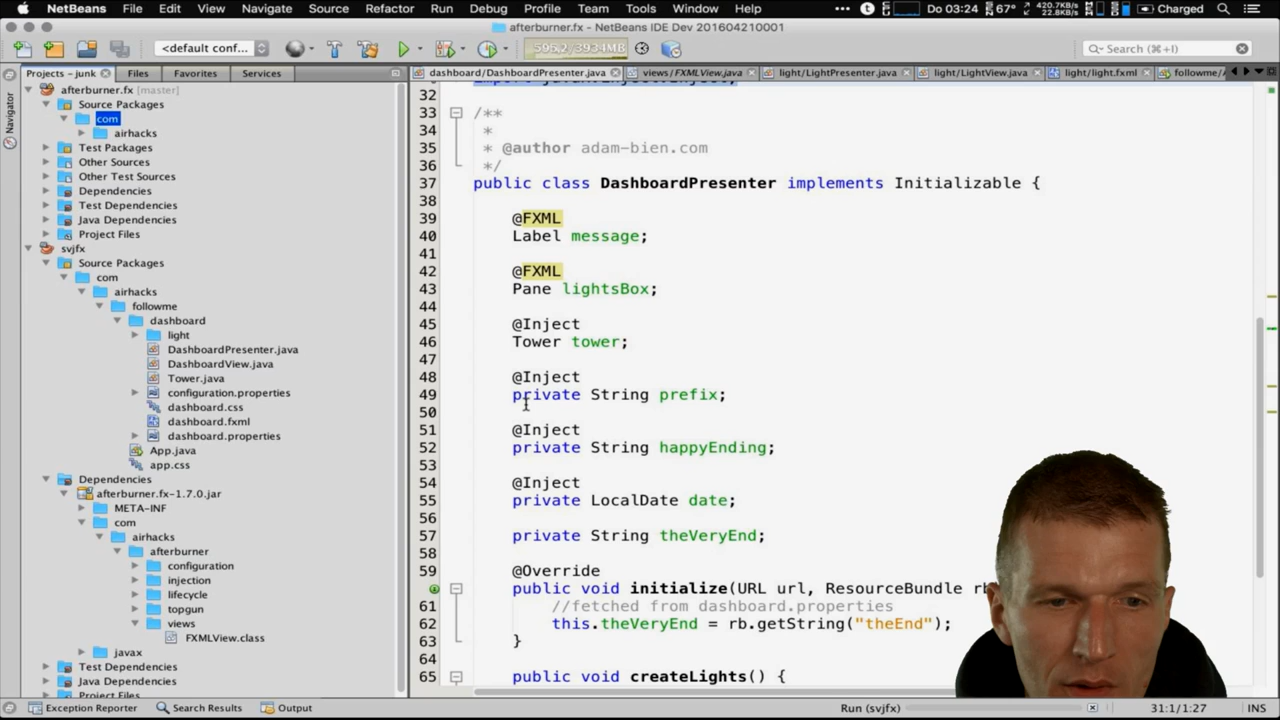 NetBeans File Edit View Navigate Source Refactor Run Debug Profile Team Tools Window Help ••• Do 03:24 67° 420.7KB/s 22.8KB/s Charged
afterburner.fx - NetBeans IDE Dev 201604210001
<default conf... 595,2/3934MB Search (⌘+I)
Projects - junk Files Favorites Services dashboard/DashboardPresenter.java views/FXMLView.java light/LightPresenter.java light/LightView.java light/light.fxml followme/
Navigator
afterburner.fx [master]
Source Packages
com
airhacks
Test Packages
Other Sources
Other Test Sources
Dependencies
Test Dependencies
Java Dependencies
Project Files
svjfx
Source Packages
com
airhacks
followme
dashboard
light
DashboardPresenter.java
DashboardView.java
Tower.java
configuration.properties
dashboard.css
dashboard.fxml
dashboard.properties
App.java
app.css
Dependencies
afterburner.fx-1.7.0.jar
META-INF
com
airhacks
afterburner
configuration
injection
lifecycle
topgun
views
FXMLView.class
javax
Test Dependencies
Java Dependencies
Project Files
32
33 /**
34 *
35 * @author adam-bien.com
36 */
37 public class DashboardPresenter implements Initializable {
38
39 @FXML
40 Label message;
41
42 @FXML
43 Pane lightsBox;
44
45 @Inject
46 Tower tower;
47
48 @Inject
49 private String prefix;
50
51 @Inject
52 private String happyEnding;
53
54 @Inject
55 private LocalDate date;
56
57 private String theVeryEnd;
58
59 @Override
public void initialize(URL url, ResourceBundle rb
61 //fetched from dashboard.properties
62 this.theVeryEnd = rb.getString("theEnd");
63 }
64
65 public void createLights() {
Exception Reporter Search Results Output Run (svjfx) 31:1/1:27 INS